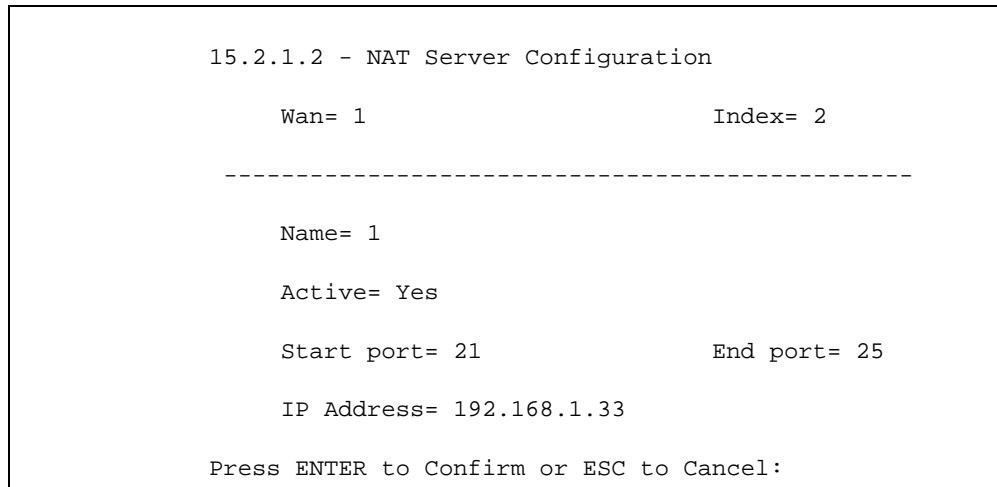 15.2.1.2 - NAT Server Configuration
Wan= 1 Index= 2
------------------------------------------------
Name= 1
Active= Yes
Start port= 21 End port= 25
IP Address= 192.168.1.33
Press ENTER to Confirm or ESC to Cancel: